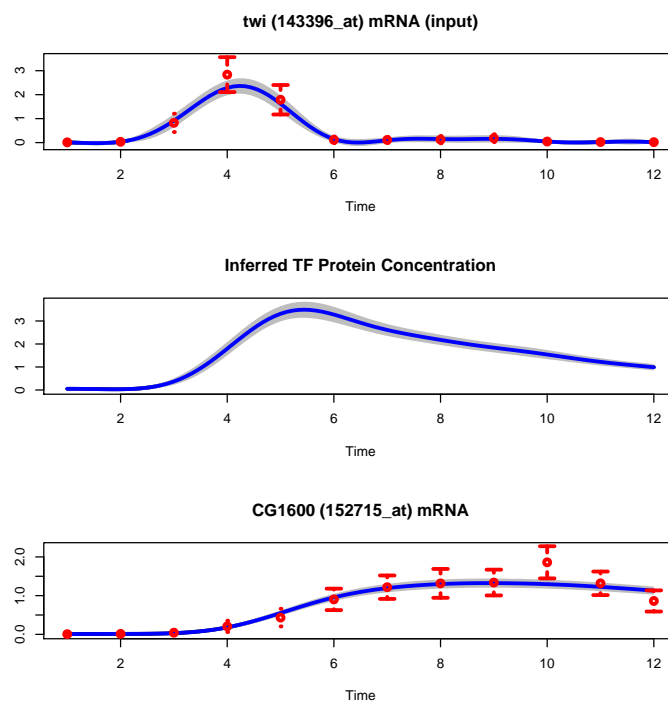 twi (143396_at) mRNA (input)
0 1 2 3
2 4 6 8 10 12
Time
Inferred TF Protein Concentration
0 1 2 3
2 4 6 8 10 12
Time
CG1600 (152715_at) mRNA
0.0 1.0 2.0
2 4 6 8 10 12
Time